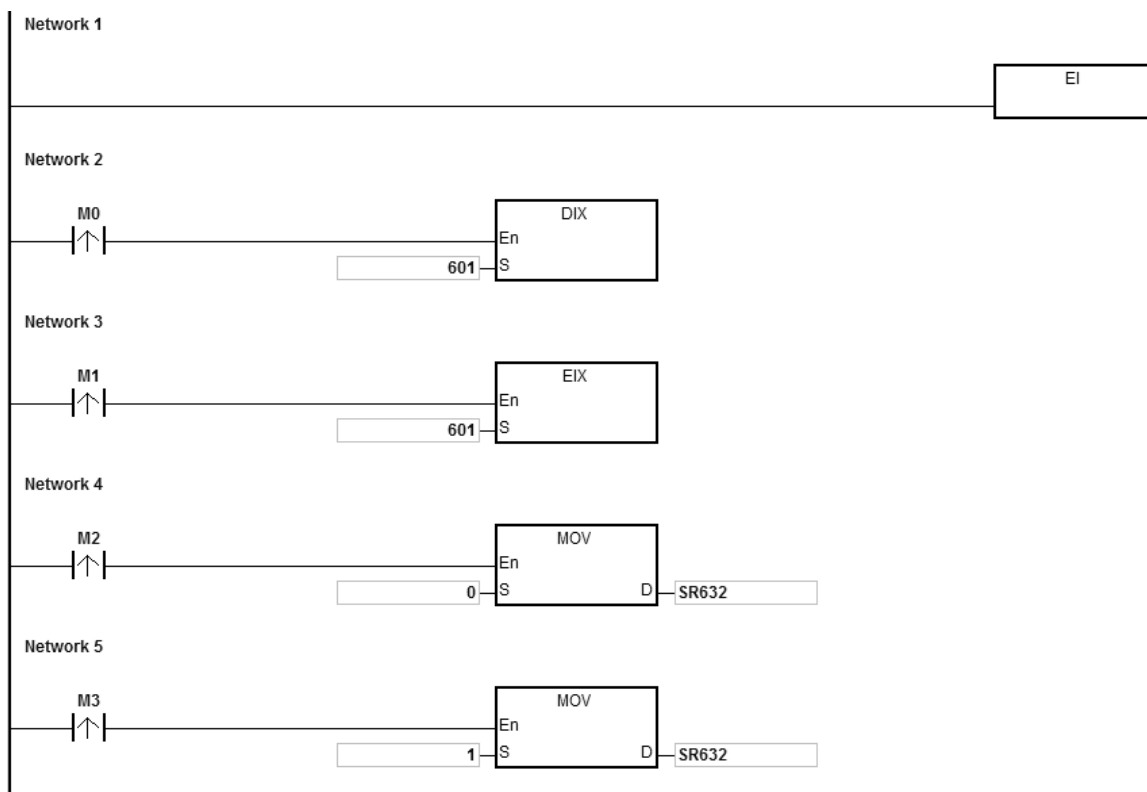 Network 1
EI
Network 2
M0
DIX
En
601
S
Network 3
M1
EIX
En
601
S
Network 4
M2
MOV
En
0
S
D
SR632
Network 5
M3
MOV
En
1
S
D
SR632